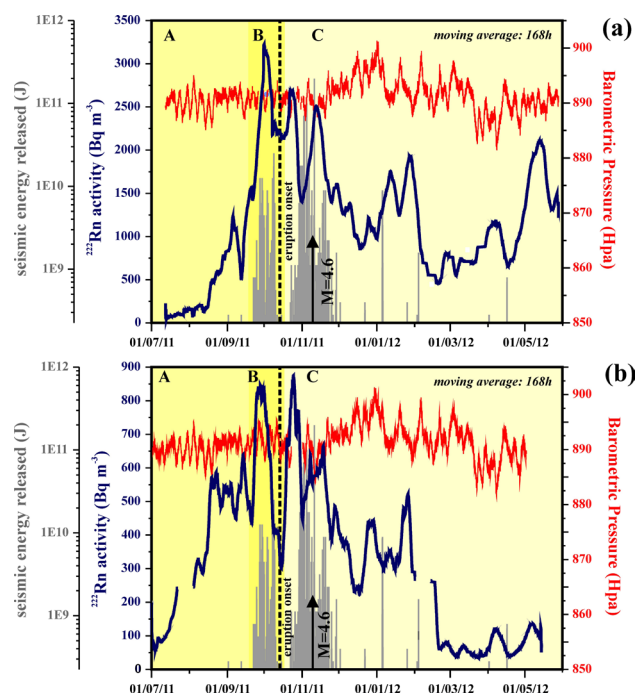 (a)
A B C moving average: 168h
seismic energy released (J)
1E12
1E11
1E10
1E9
²²²Rn activity (Bq m⁻³)
3500
3000
2500
2000
1500
1000
500
0
eruption onset
M=4.6
Barometric Pressure (Hpa)
900
890
880
865
860
850
01/07/11 01/09/11 01/11/11 01/01/12 01/03/12 01/05/12
(b)
A B C moving average: 168h
seismic energy released (J)
1E12
1E11
1E10
1E9
²²²Rn activity (Bq m⁻³)
900
800
700
600
500
400
300
200
100
0
eruption onset
M=4.6
Barometric Pressure (Hpa)
900
890
880
870
860
850
01/07/11 01/09/11 01/11/11 01/01/12 01/03/12 01/05/12